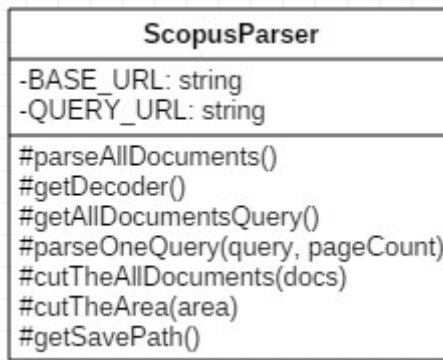 ScopusParser
-BASE_URL: string
-QUERY_URL: string
#parseAllDocuments()
#getDecoder()
#getAllDocumentsQuery()
#parseOneQuery(query, pageCount)
#cutTheAllDocuments(docs)
#cutTheArea(area)
#getSavePath()